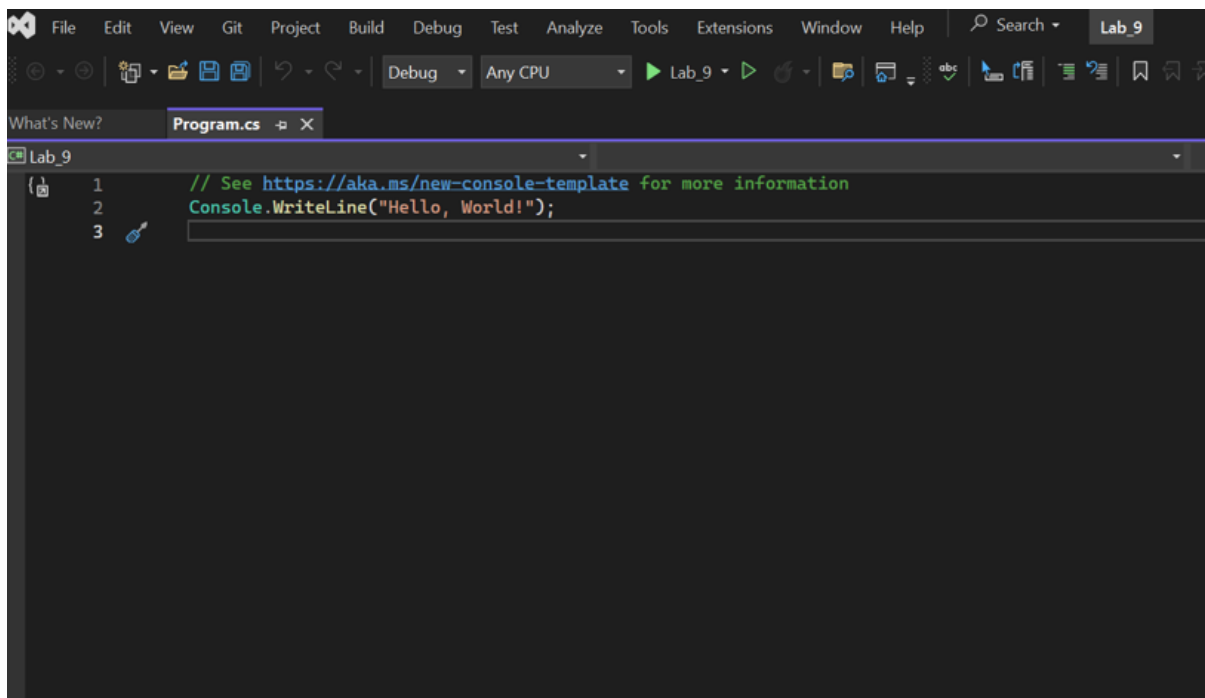 File Edit View Git Project Build Debug Test Analyze Tools Extensions Window Help Search Lab_9
Debug Any CPU Lab_9 abc
What's New? Program.cs
C# Lab_9
1 // See https://aka.ms/new-console-template for more information
2 Console.WriteLine("Hello, World!");
3